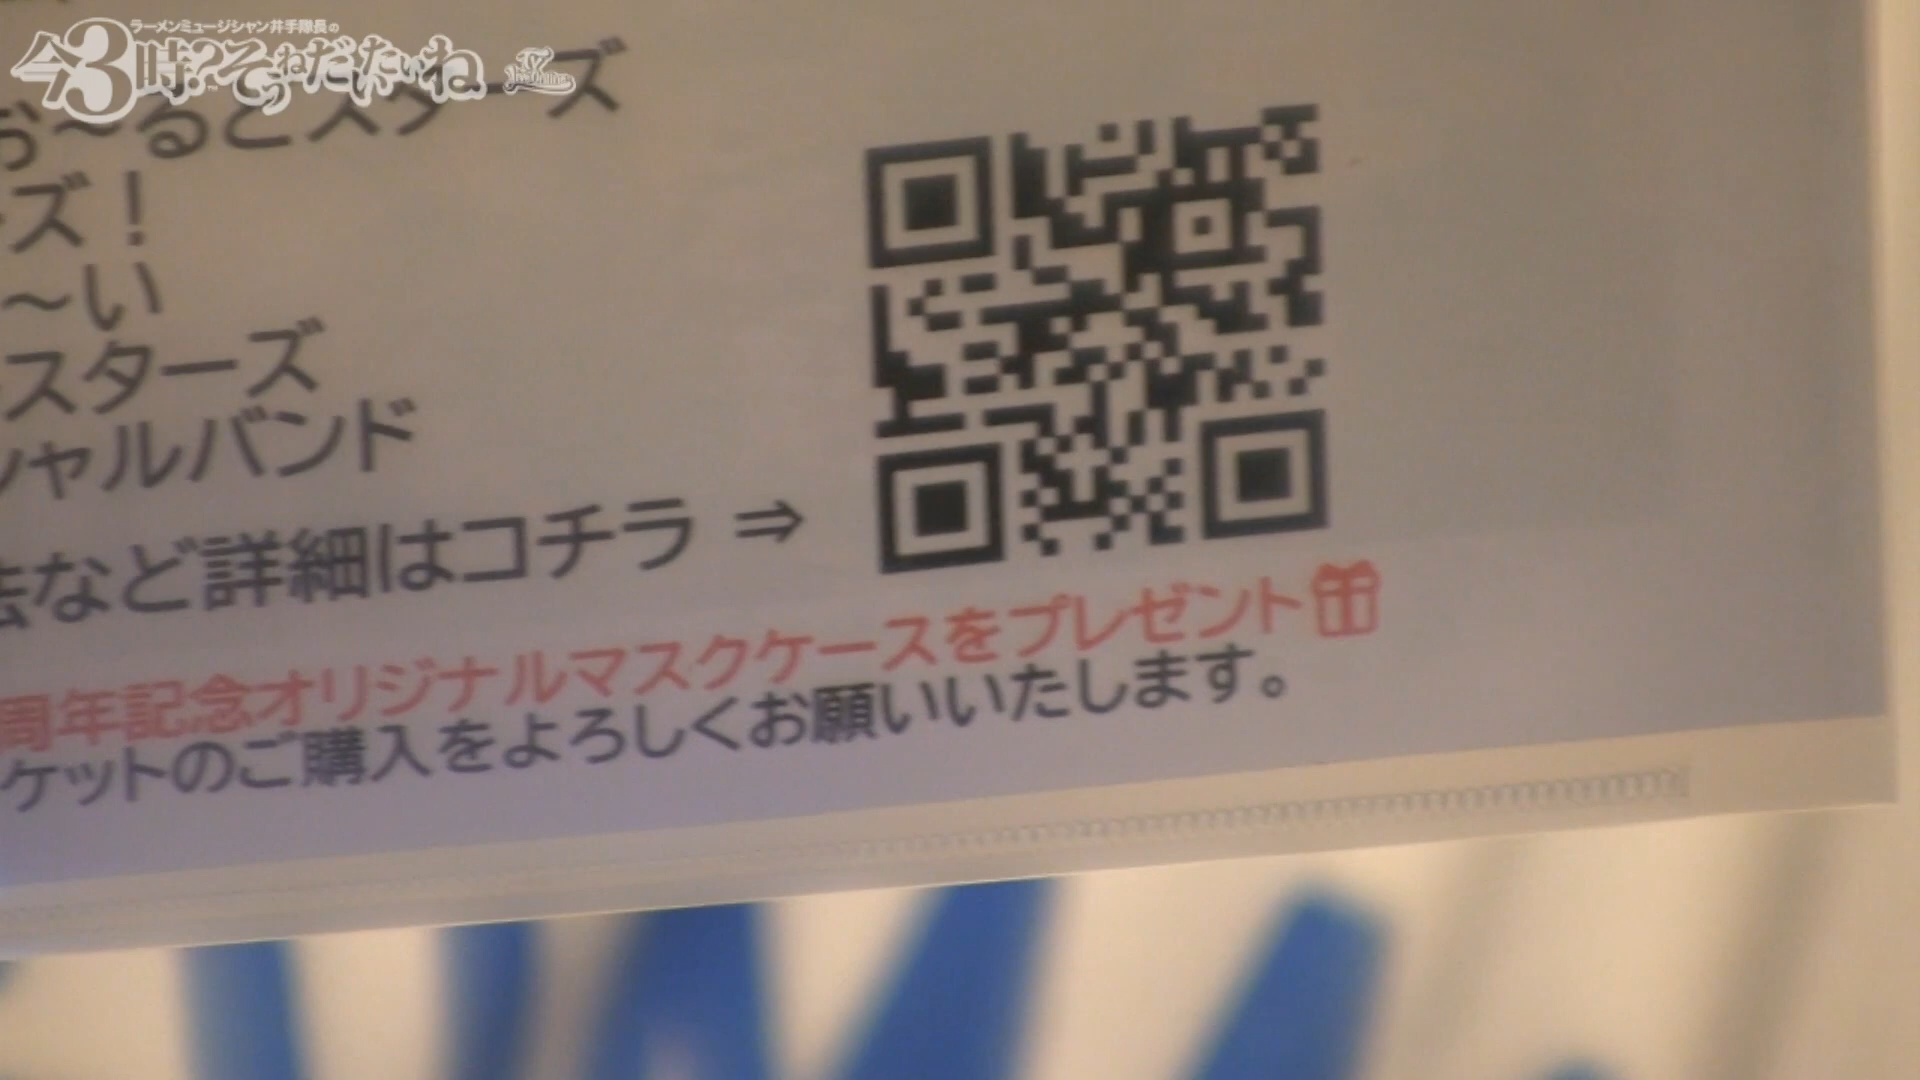 ラーメンミュージシャン井手隊長の
今3時?そうねだいたいね
お～るとスターズ
ーズ！
～い
スターズ
シャルバンド
法など詳細はコチラ ⇒
周年記念オリジナルマスクケースをプレゼント
ケットのご購入をよろしくお願いいたします。